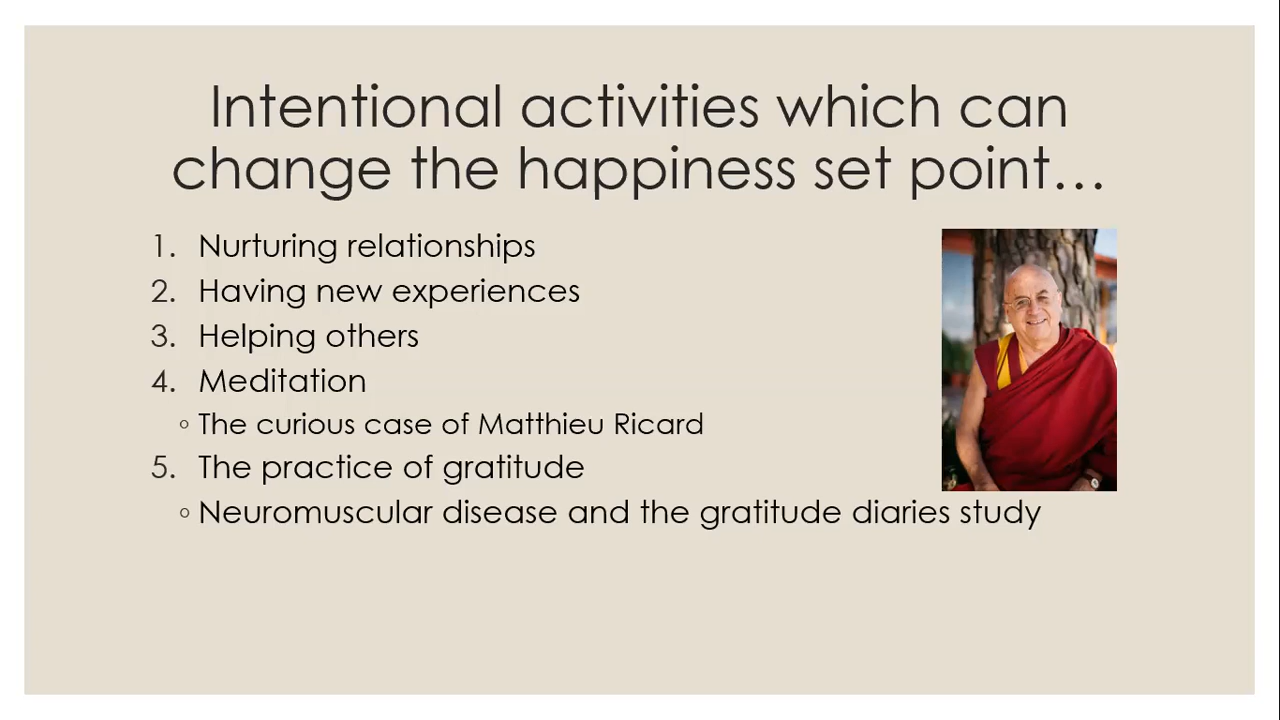 Intentional activities which can
change the happiness set point…
1. Nurturing relationships
2. Having new experiences
3. Helping others
4. Meditation
◦ The curious case of Matthieu Ricard
5. The practice of gratitude
◦ Neuromuscular disease and the gratitude diaries study